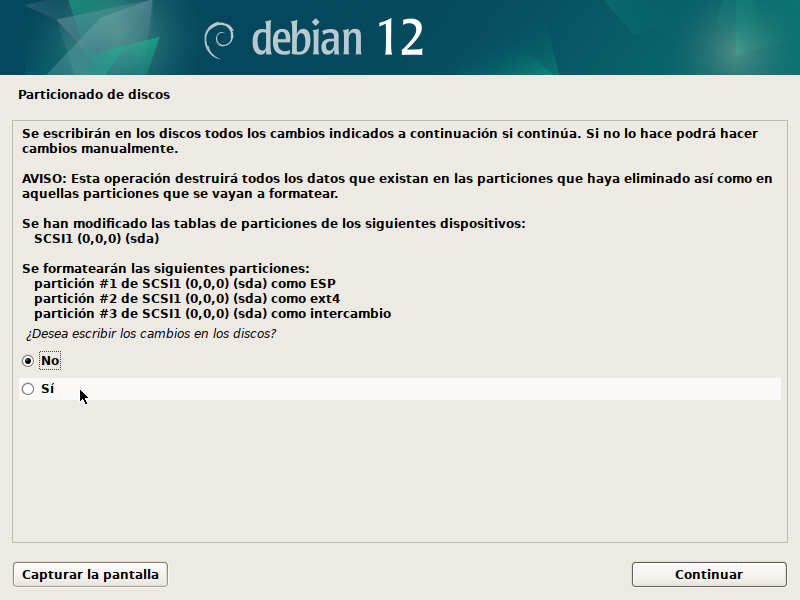 debian 12
Particionado de discos
Se escribirán en los discos todos los cambios indicados a continuación si continúa. Si no lo hace podrá hacer
cambios manualmente.
AVISO: Esta operación destruirá todos los datos que existan en las particiones que haya eliminado así como en
aquellas particiones que se vayan a formatear.
Se han modificado las tablas de particiones de los siguientes dispositivos:
SCSI1 (0,0,0) (sda)
Se formatearán las siguientes particiones:
partición #1 de SCSI1 (0,0,0) (sda) como ESP
partición #2 de SCSI1 (0,0,0) (sda) como ext4
partición #3 de SCSI1 (0,0,0) (sda) como intercambio
¿Desea escribir los cambios en los discos?
No
Sí
Capturar la pantalla
Continuar